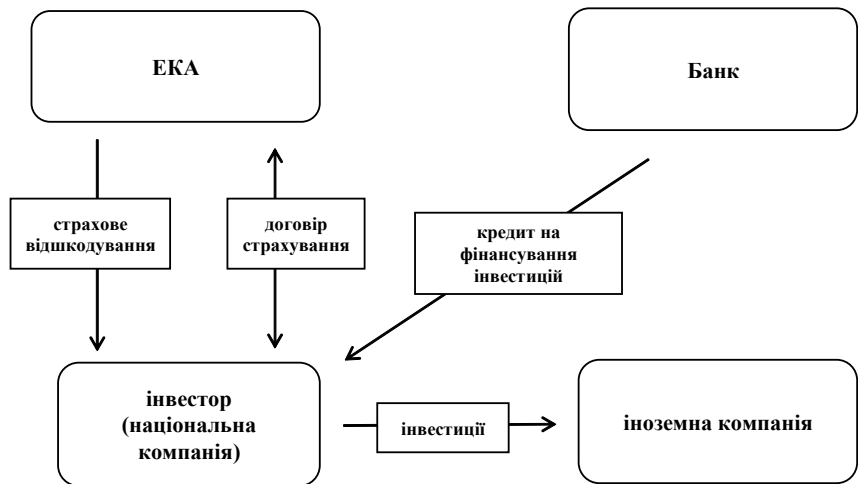 ЕКА
Банк
страхове
відшкодування
договір
страхування
кредит на
фінансування
інвестицій
інвестор
(національна
компанія)
інвестиції
іноземна компанія